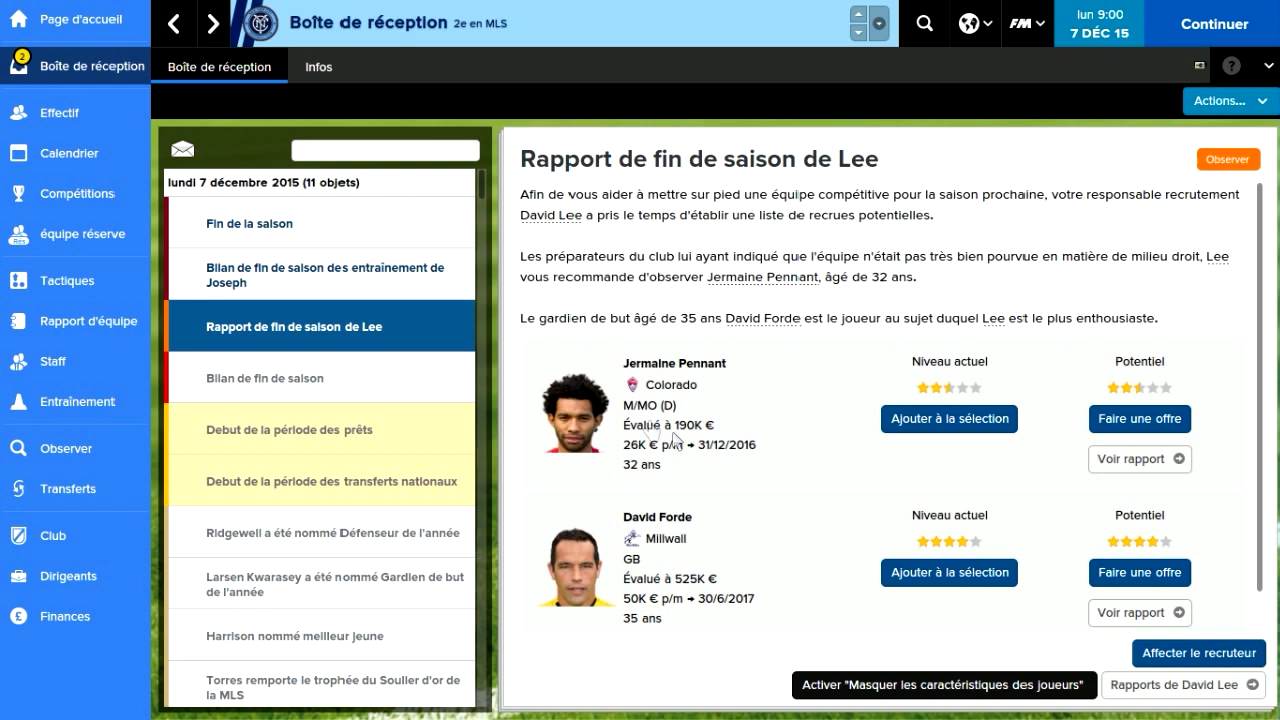 Page d'accueil
2
Boîte de réception
Effectif
Calendrier
Compétitions
équipe réserve
Res
Tactiques
Rapport d'équipe
Staff
Entraînement
Observer
Transferts
Club
Dirigeants
Finances
Boîte de réception 2e en MLS
FM
lun 9:00
7 DÉC 15
Continuer
Boîte de réception
Infos
?
Actions...
lundi 7 décembre 2015 (11 objets)
Fin de la saison
Bilan de fin de saison des entraînement de
Joseph
Rapport de fin de saison de Lee
Bilan de fin de saison
Debut de la période des prêts
Debut de la période des transferts nationaux
Ridgewell a été nommé Défenseur de l'année
Larsen Kwarasey a été nommé Gardien de but
de l'année
Harrison nommé meilleur jeune
Torres remporte le trophée du Soulier d'or de
la MLS
Rapport de fin de saison de Lee
Observer
Afin de vous aider à mettre sur pied une équipe compétitive pour la saison prochaine, votre responsable recrutement
David Lee a pris le temps d'établir une liste de recrues potentielles.
Les préparateurs du club lui ayant indiqué que l'équipe n'était pas très bien pourvue en matière de milieu droit, Lee
vous recommande d'observer Jermaine Pennant, âgé de 32 ans.
Le gardien de but âgé de 35 ans David Forde est le joueur au sujet duquel Lee est le plus enthousiaste.
Jermaine Pennant
Colorado
M/MO (D)
Évalué à 190K €
26K € p/m → 31/12/2016
32 ans
Niveau actuel
Ajouter à la sélection
Potentiel
Faire une offre
Voir rapport
David Forde
Millwall
GB
Évalué à 525K €
50K € p/m → 30/6/2017
35 ans
Niveau actuel
Ajouter à la sélection
Potentiel
Faire une offre
Voir rapport
Affecter le recruteur
Activer "Masquer les caractéristiques des joueurs"
Rapports de David Lee